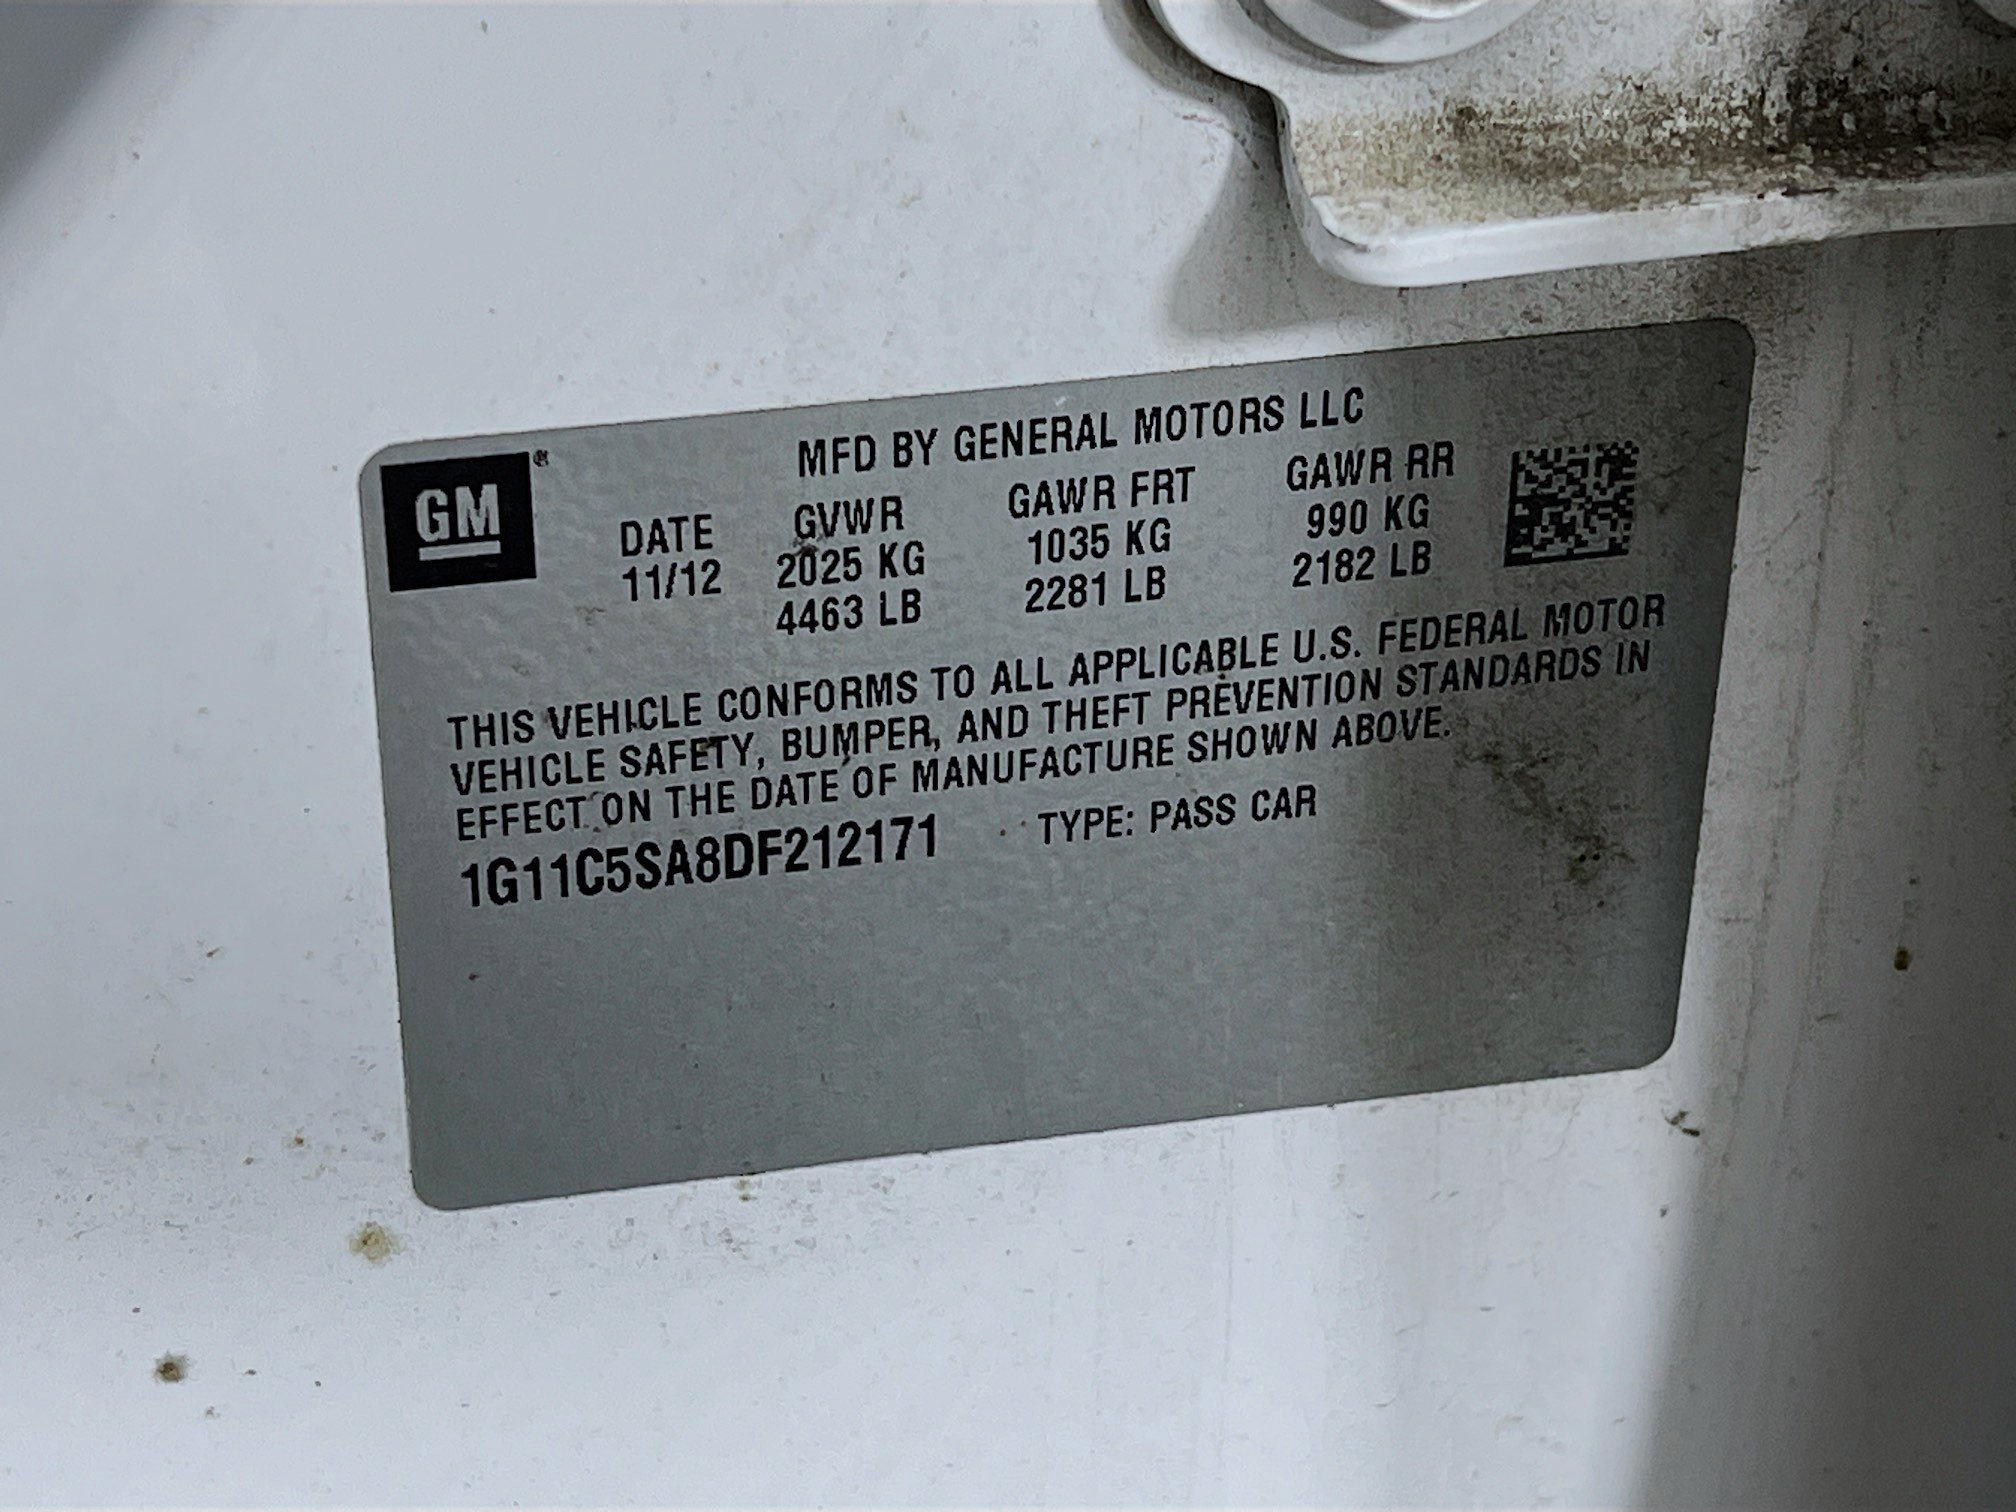 MFD BY GENERAL MOTORS LLC
GM®
DATE GVWR GAWR FRT GAWR RR
11/12 2025 KG 1035 KG 990 KG
4463 LB 2281 LB 2182 LB
THIS VEHICLE CONFORMS TO ALL APPLICABLE U.S. FEDERAL MOTOR
VEHICLE SAFETY, BUMPER, AND THEFT PREVENTION STANDARDS IN
EFFECT ON THE DATE OF MANUFACTURE SHOWN ABOVE.
1G11C5SA8DF212171 TYPE: PASS CAR